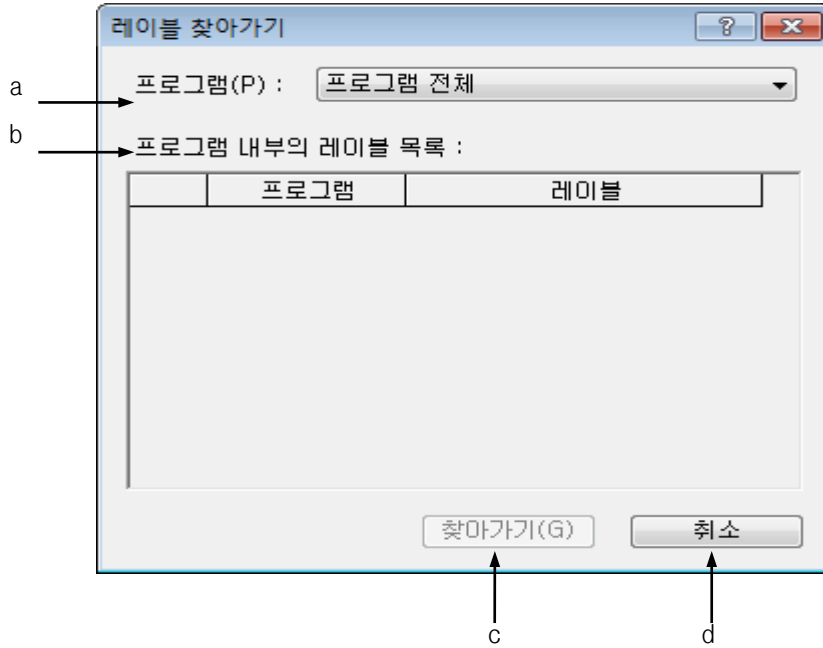 레이블 찾아가기
a
프로그램(P) : 프로그램 전체
b
프로그램 내부의 레이블 목록 :
프로그램 레이블
찾아가기(G) 취소
c d